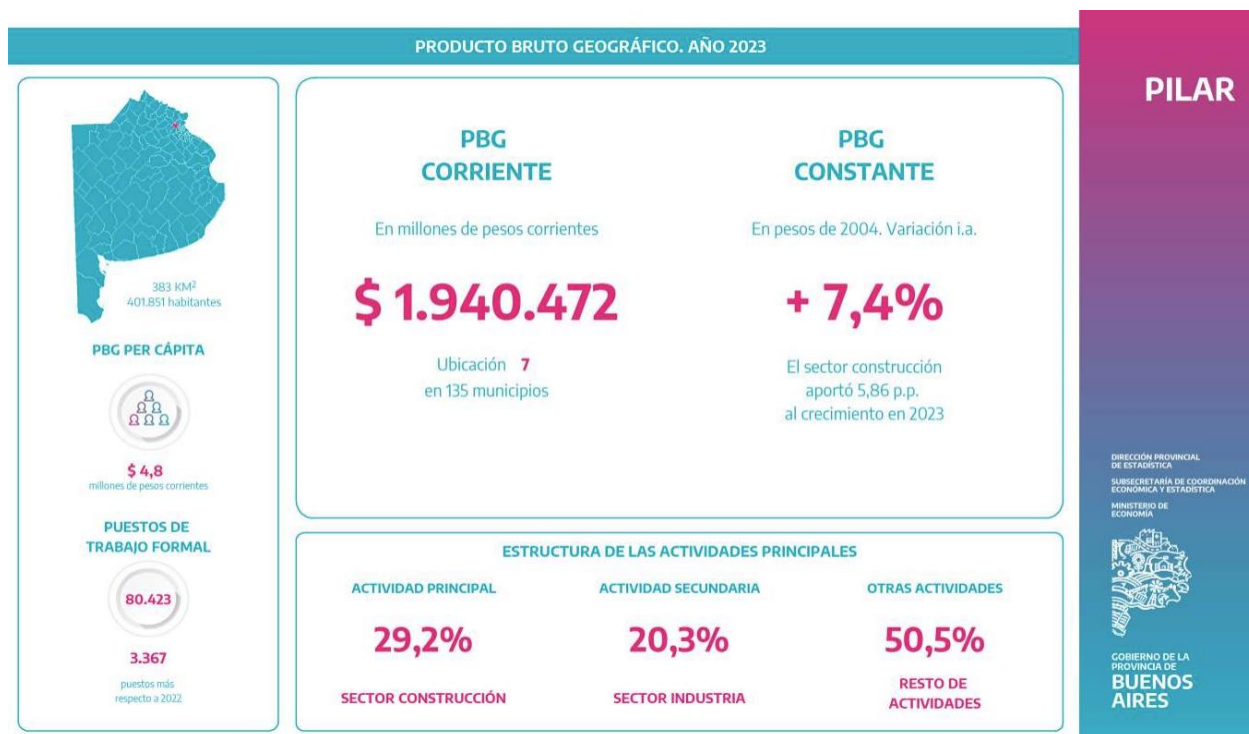 PRODUCTO BRUTO GEOGRÁFICO. AÑO 2023
PILAR
383 KM²
401.851 habitantes
PBG PER CÁPITA
$ 4,8
millones de pesos corrientes
PUESTOS DE
TRABAJO FORMAL
80.423
3.367
puestos más
respecto a 2022
PBG
CORRIENTE
En millones de pesos corrientes
$ 1.940.472
Ubicación 7
en 135 municipios
PBG
CONSTANTE
En pesos de 2004. Variación i.a.
+ 7,4%
El sector construcción
aportó 5,86 p.p.
al crecimiento en 2023
ESTRUCTURA DE LAS ACTIVIDADES PRINCIPALES
ACTIVIDAD PRINCIPAL
29,2%
SECTOR CONSTRUCCIÓN
ACTIVIDAD SECUNDARIA
20,3%
SECTOR INDUSTRIA
OTRAS ACTIVIDADES
50,5%
RESTO DE
ACTIVIDADES
DIRECCIÓN PROVINCIAL
DE ESTADÍSTICA
SUBSECRETARÍA DE COORDINACIÓN
ECONÓMICA Y ESTADÍSTICA
MINISTERIO DE
ECONOMÍA
GOBIERNO DE LA
PROVINCIA DE
BUENOS
AIRES